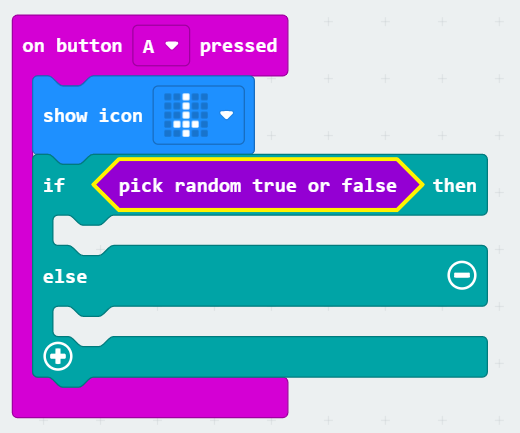 on button A pressed
show icon
if pick random true or false then
else